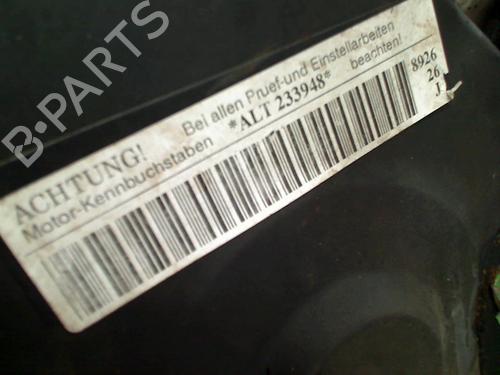 ACHTUNG! Bei allen Pruef-und Einstellarbeiten
Motor-Kennbuchstaben *ALT 233948* beachten!
8926
26
J
B-PARTS